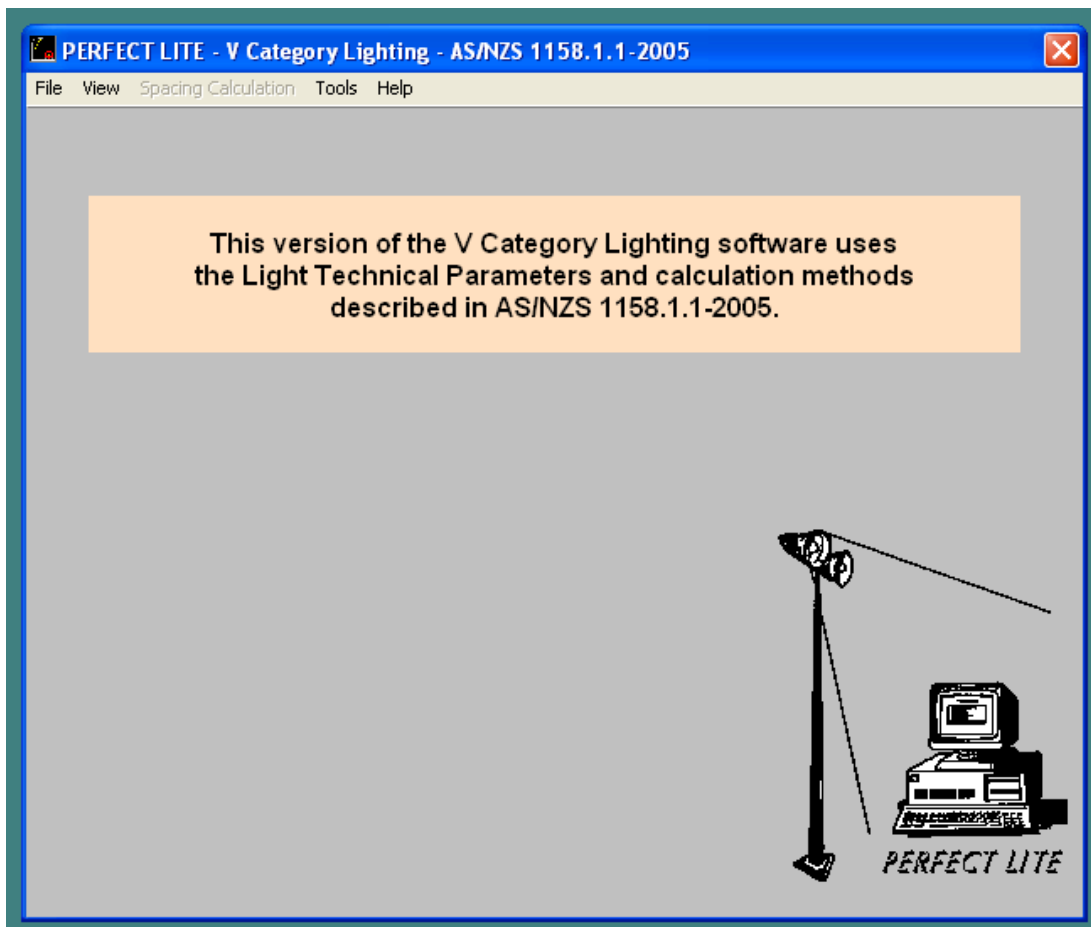 PERFECT LITE - V Category Lighting - AS/NZS 1158.1.1-2005
File View Spacing Calculation Tools Help
This version of the V Category Lighting software uses
the Light Technical Parameters and calculation methods
described in AS/NZS 1158.1.1-2005.
PERFECT LITE